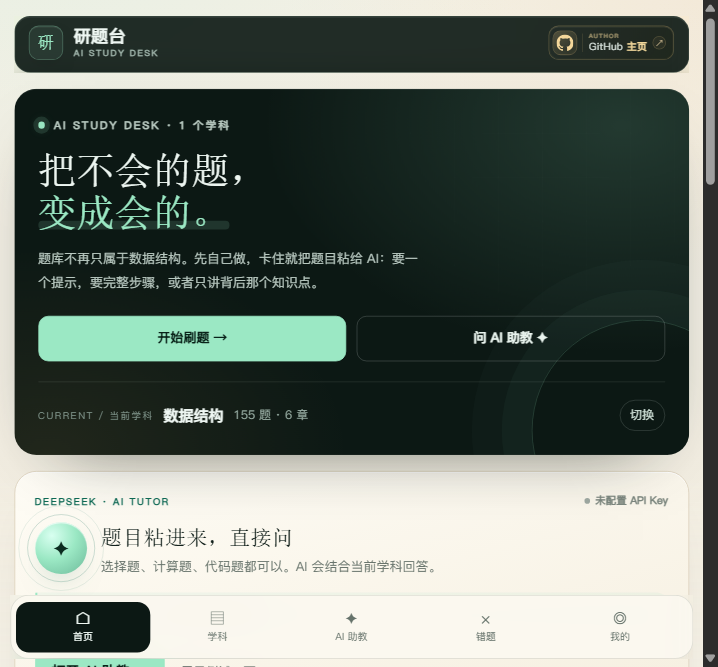 研
研题台
AI STUDY DESK
AUTHOR
GitHub 主页 ↗
AI STUDY DESK · 1 个学科
把不会的题，
变成会的。
题库不再只属于数据结构。先自己做，卡住就把题目粘给 AI：要一
个提示，要完整步骤，或者只讲背后那个知识点。
开始刷题 →
问 AI 助教 ✦
CURRENT / 当前学科 数据结构 155 题 · 6 章
切换
DEEPSEEK · AI TUTOR
未配置 API Key
题目粘进来，直接问
选择题、计算题、代码题都可以。AI 会结合当前学科回答。
首页
学科
AI 助教
错题
我的